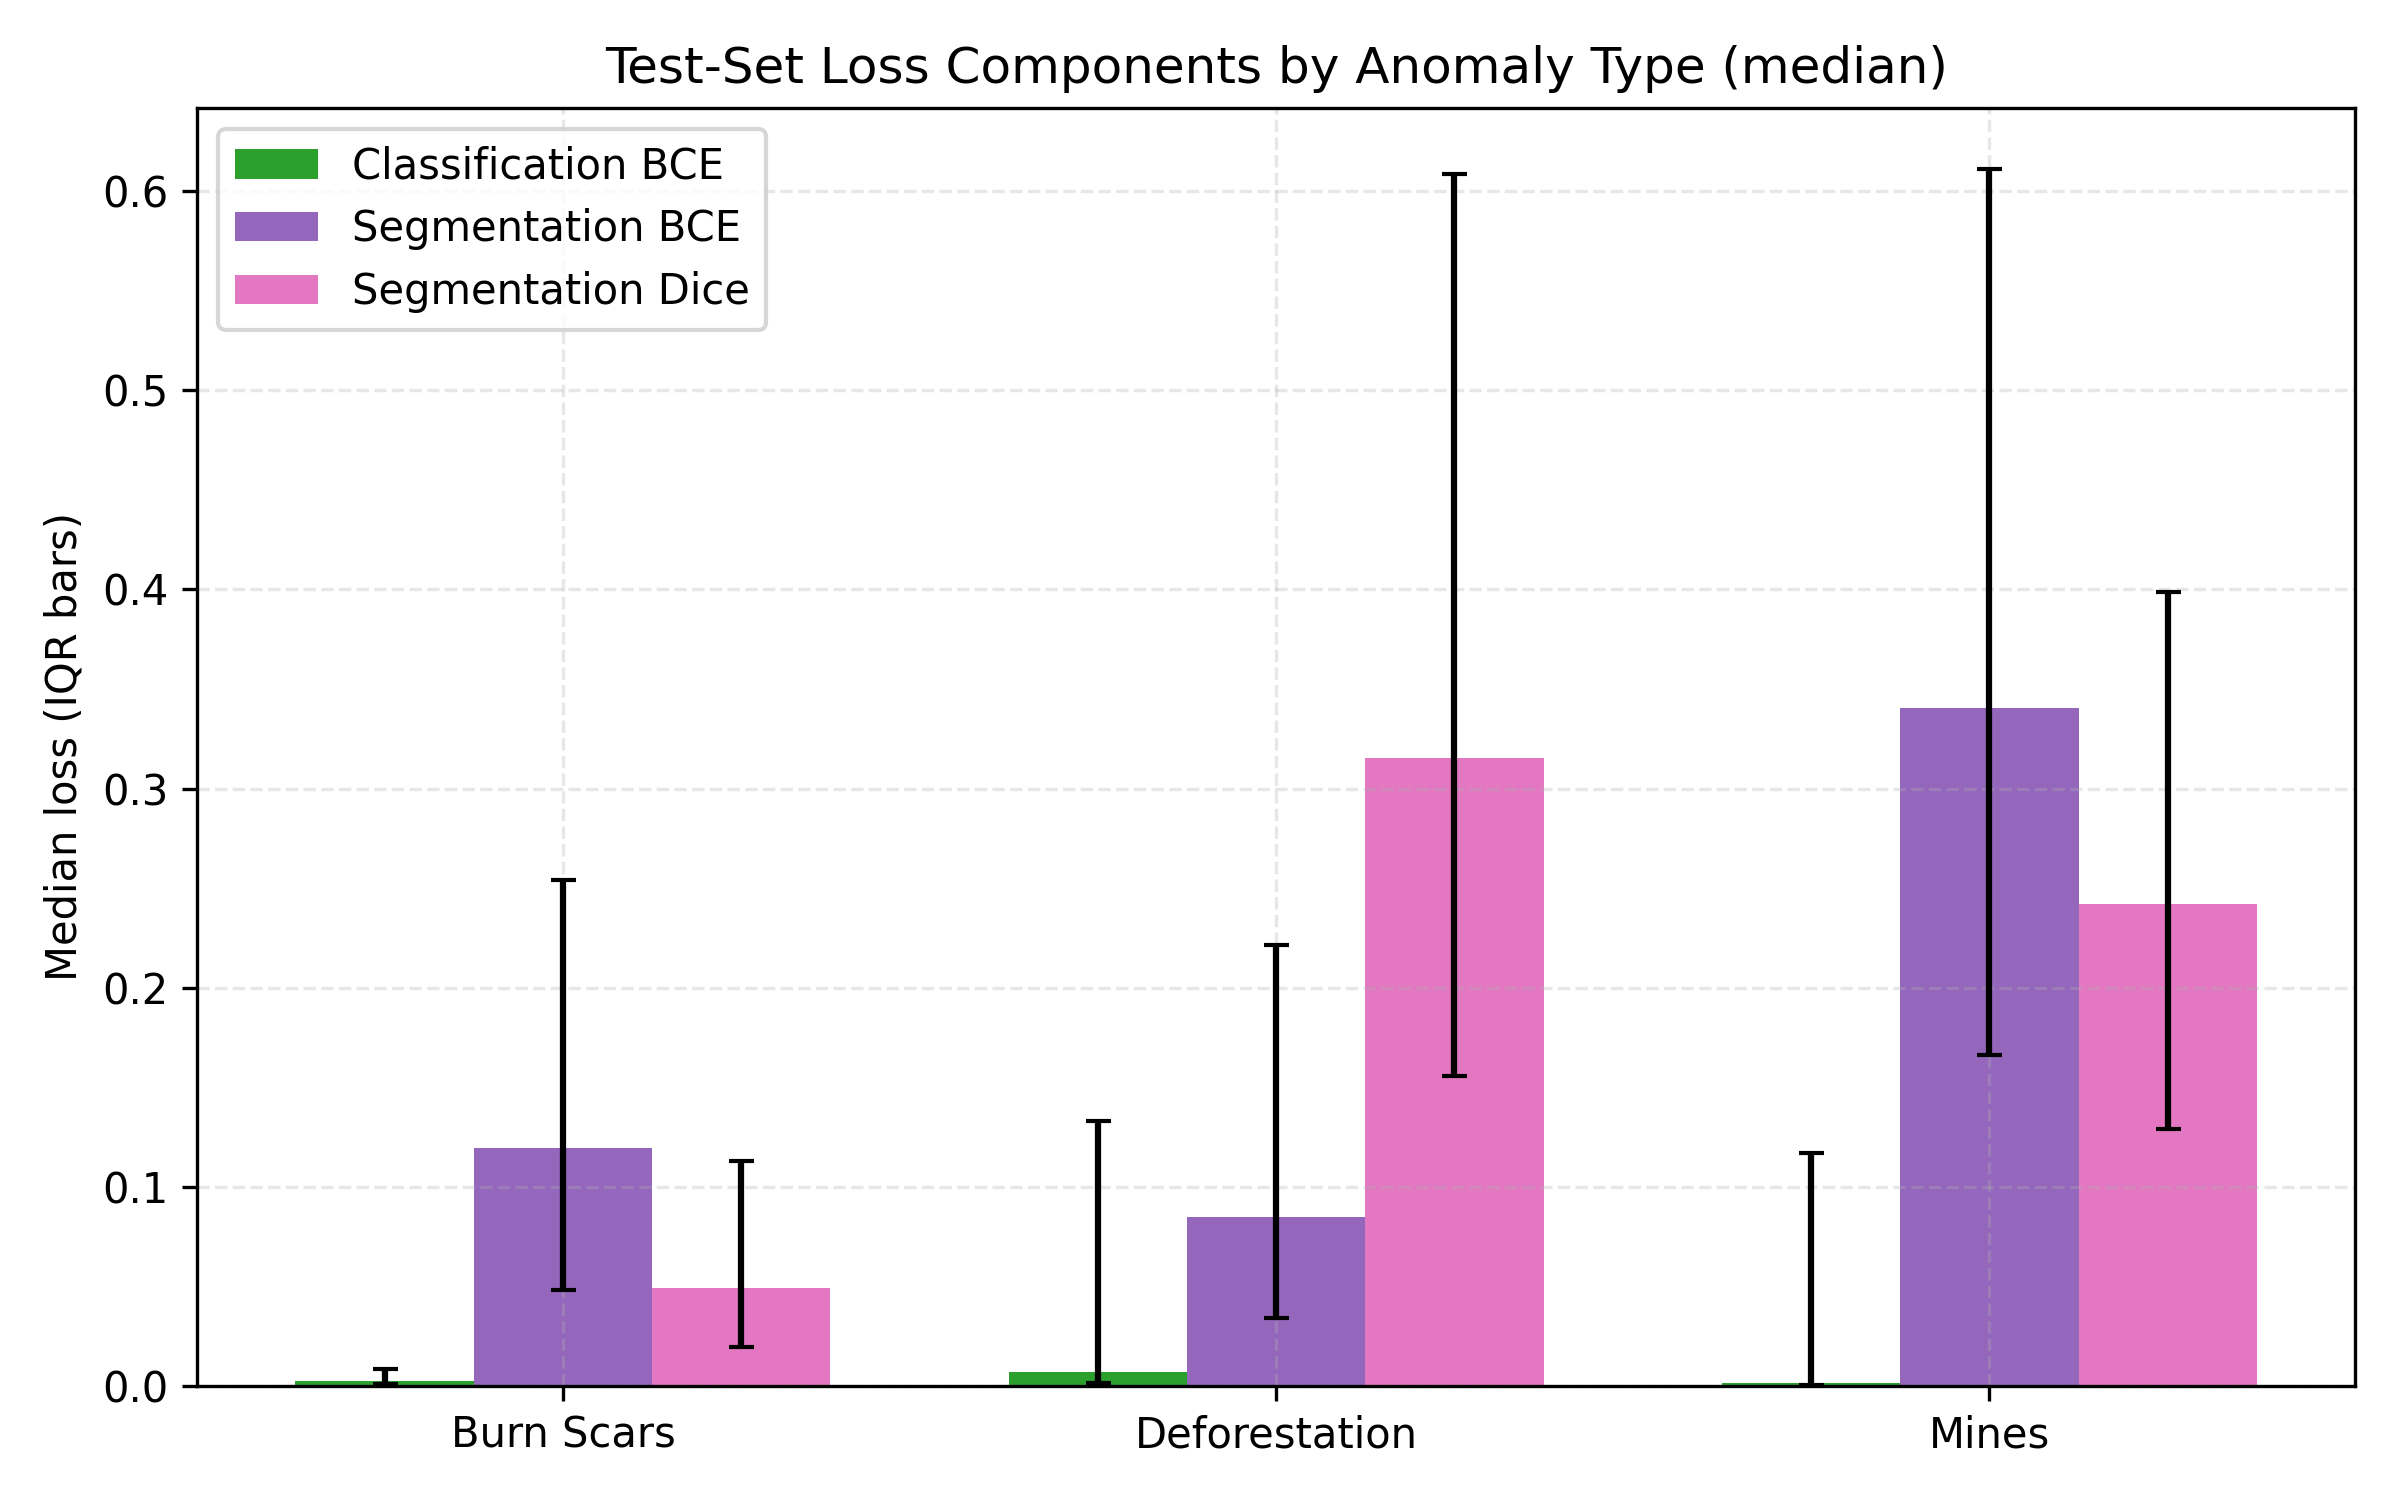 Test-Set Loss Components by Anomaly Type (median)
Classification BCE
Segmentation BCE
Segmentation Dice
Median loss (IQR bars)
0.6
0.5
0.4
0.3
0.2
0.1
0.0
Burn Scars
Deforestation
Mines